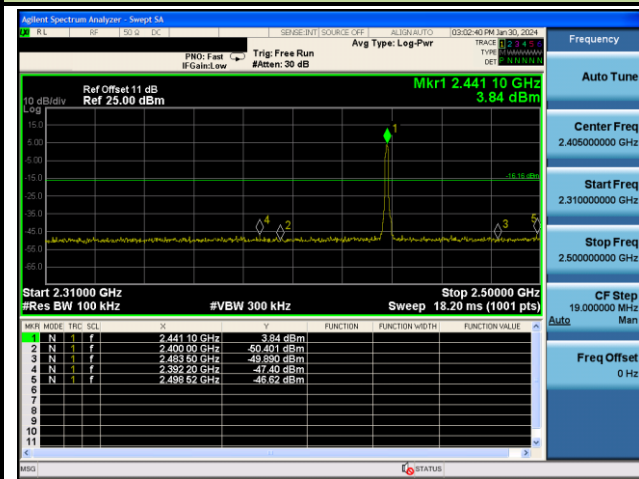 Agilent Spectrum Analyzer - Swept SA
RL RF 50 Ω DC SENSE:INT SOURCE OFF ALIGNAUTO 03:02:40 PM Jan 30, 2024
Frequency
Avg Type: Log-Pwr
TRACE 1 2 3 4 5 6
PNO: Fast Trig: Free Run
TYPE M
IFGain:Low #Atten: 30 dB
DET P N N N N N
Auto Tune
Mkr1 2.441 10 GHz
Ref Offset 11 dB
10 dB/div Ref 25.00 dBm 3.84 dBm
Log
15.0
5.00
-5.00
-15.0
-16.16 dBm
-25.0
-35.0
-45.0
-55.0
-65.0
1
4
2
3
5
Center Freq
2.405000000 GHz
Start Freq
2.310000000 GHz
Stop Freq
2.500000000 GHz
Start 2.31000 GHz Stop 2.50000 GHz
#Res BW 100 kHz #VBW 300 kHz Sweep 18.20 ms (1001 pts)
CF Step
19.000000 MHz
Auto Man
MKR MODE TRC SCL X Y FUNCTION FUNCTION WIDTH FUNCTION VALUE
1 N 1 f 2.441 10 GHz 3.84 dBm
2 N 1 f 2.400 00 GHz -50.401 dBm
3 N 1 f 2.483 50 GHz -49.890 dBm
4 N 1 f 2.392 20 GHz -47.40 dBm
5 N 1 f 2.498 52 GHz -46.62 dBm
6
7
8
9
10
11
Freq Offset
0 Hz
MSG STATUS